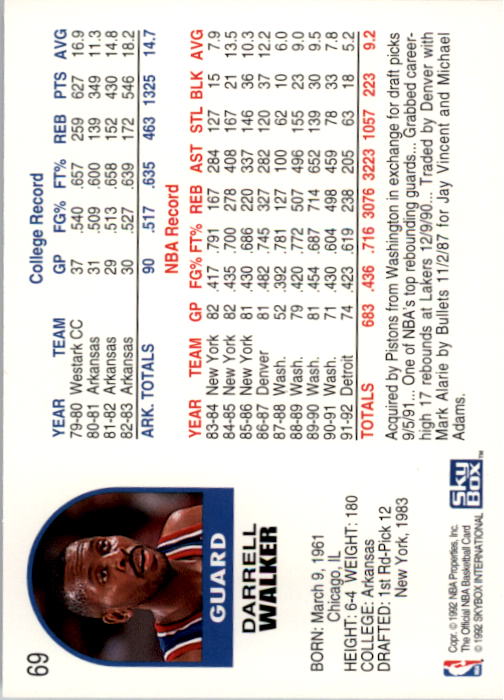 69
GUARD
DARRELL
WALKER
BORN: March 9, 1961
Chicago, IL
HEIGHT: 6-4 WEIGHT: 180
COLLEGE: Arkansas
DRAFTED: 1st Rd-Pick 12
New York, 1983
Copr. © 1992 NBA Properties, Inc.
The Official NBA Basketball Card
© 1992 SKYBOX INTERNATIONAL
SKY BOX™
College Record
YEAR TEAM GP FG% FT% REB PTS AVG
79-80 Westark CC 37 .540 .657 259 627 16.9
80-81 Arkansas 31 .509 .600 139 349 11.3
81-82 Arkansas 29 .513 .658 152 430 14.8
82-83 Arkansas 30 .527 .639 172 546 18.2
ARK. TOTALS 90 .517 .635 463 1325 14.7
NBA Record
YEAR TEAM GP FG% FT% REB AST STL BLK AVG
83-84 New York 82 .417 .791 167 284 127 15 7.9
84-85 New York 82 .435 .700 278 408 167 21 13.5
85-86 New York 81 .430 .686 220 337 146 36 10.3
86-87 Denver 81 .482 .745 327 282 120 37 12.2
87-88 Wash. 52 .392 .781 127 100 62 10 6.0
88-89 Wash. 79 .420 .772 507 496 155 23 9.0
89-90 Wash. 81 .454 .687 714 652 139 30 9.5
90-91 Wash. 71 .430 .604 498 459 78 33 7.8
91-92 Detroit 74 .423 .619 238 205 63 18 5.2
TOTALS 683 .436 .716 3076 3223 1057 223 9.2
Acquired by Pistons from Washington in exchange for draft picks
9/5/91... One of NBA's top rebounding guards... Grabbed career-
high 17 rebounds at Lakers 12/9/90... Traded by Denver with
Mark Alarie by Bullets 11/2/87 for Jay Vincent and Michael
Adams.